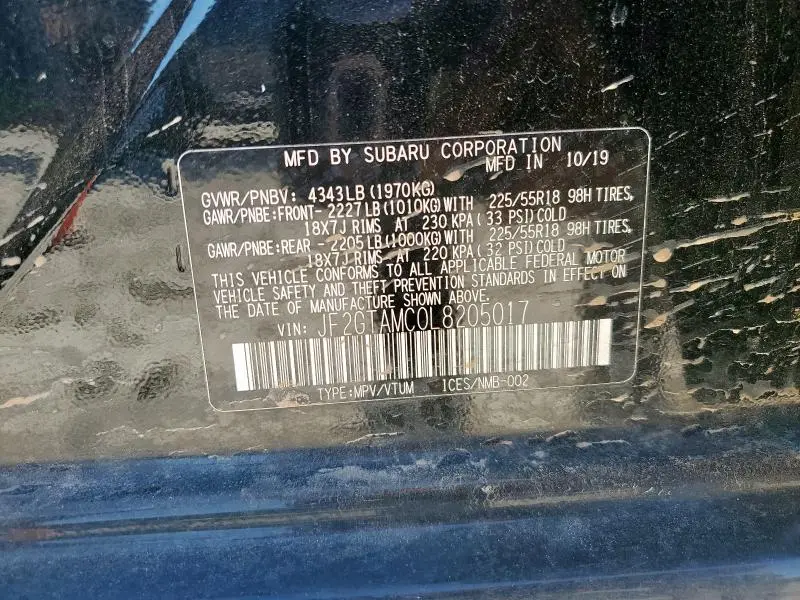 MFD BY SUBARU CORPORATION
MFD IN 10/19
GVWR/PNBV: 4343LB (1970KG)
GAWR/PNBE:FRONT- 2227LB (1010KG) WITH 225/55R18 98H TIRES,
18X7J RIMS AT 230 KPA ( 33 PSI) COLD
GAWR/PNBE:REAR - 2205LB (1000KG) WITH 225/55R18 98H TIRES,
18X7J RIMS AT 220 KPA ( 32 PSI) COLD
THIS VEHICLE CONFORMS TO ALL APPLICABLE FEDERAL MOTOR
VEHICLE SAFETY AND THEFT PREVENTION STANDARDS IN EFFECT ON
THE DATE OF MANUFACTURE SHOWN ABOVE.
VIN: JF2GTAMC0L8205017
TYPE:MPV/VTUM ICES/NMB-002